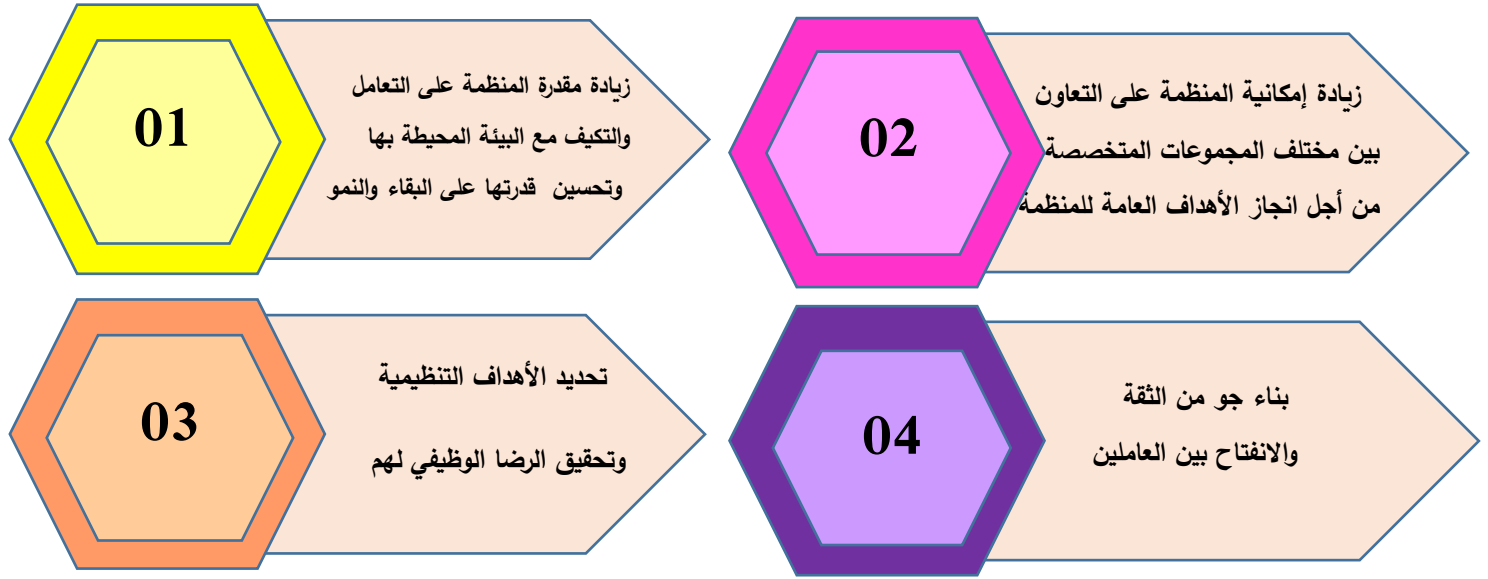 01
زيادة مقدرة المنظمة على التعامل
والتكيف مع البيئة المحيطة بها
وتحسين قدرتها على البقاء والنمو
02
زيادة إمكانية المنظمة على التعاون
بين مختلف المجموعات المتخصصة
من أجل انجاز الأهداف العامة للمنظمة
03
تحديد الأهداف التنظيمية
وتحقيق الرضا الوظيفي لهم
04
بناء جو من الثقة
والانفتاح بين العاملين